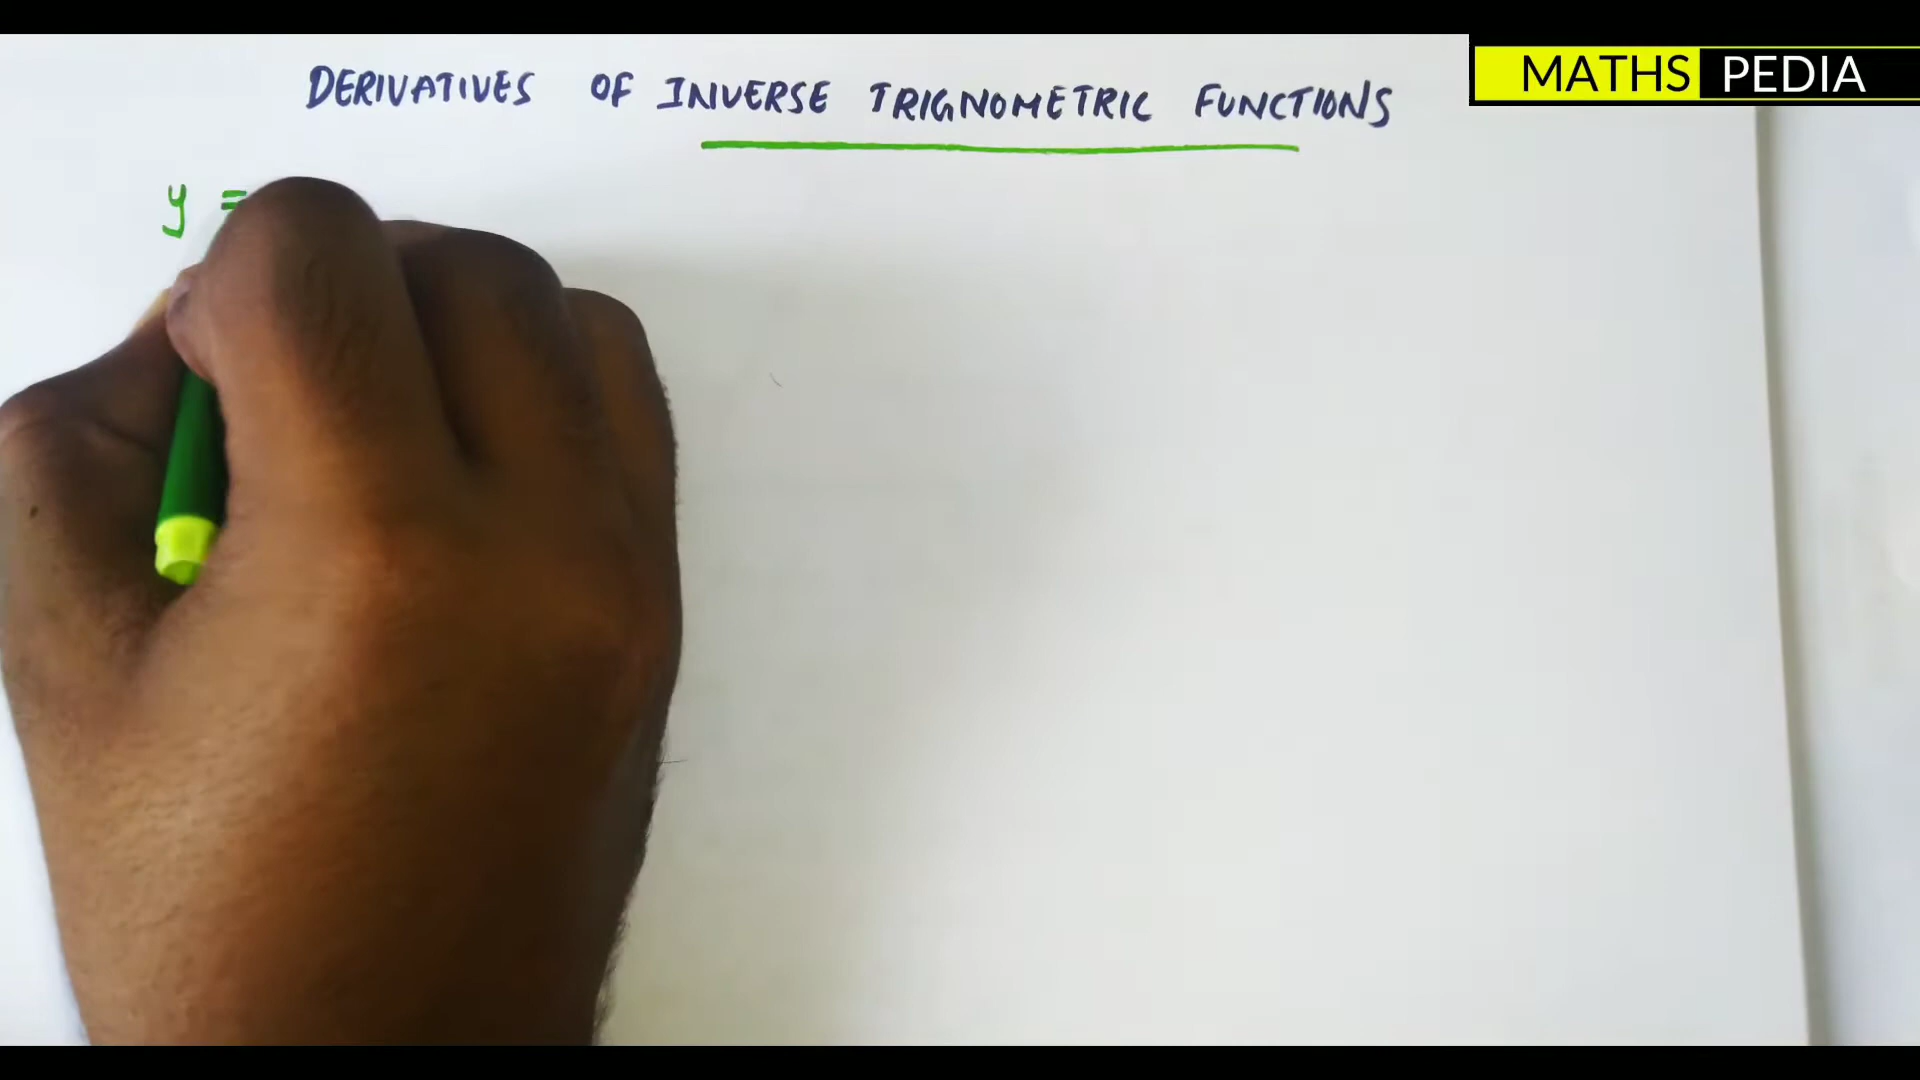 MATHS PEDIA
DERIVATIVES OF INVERSE TRIGNOMETRIC FUNCTIONS
y =